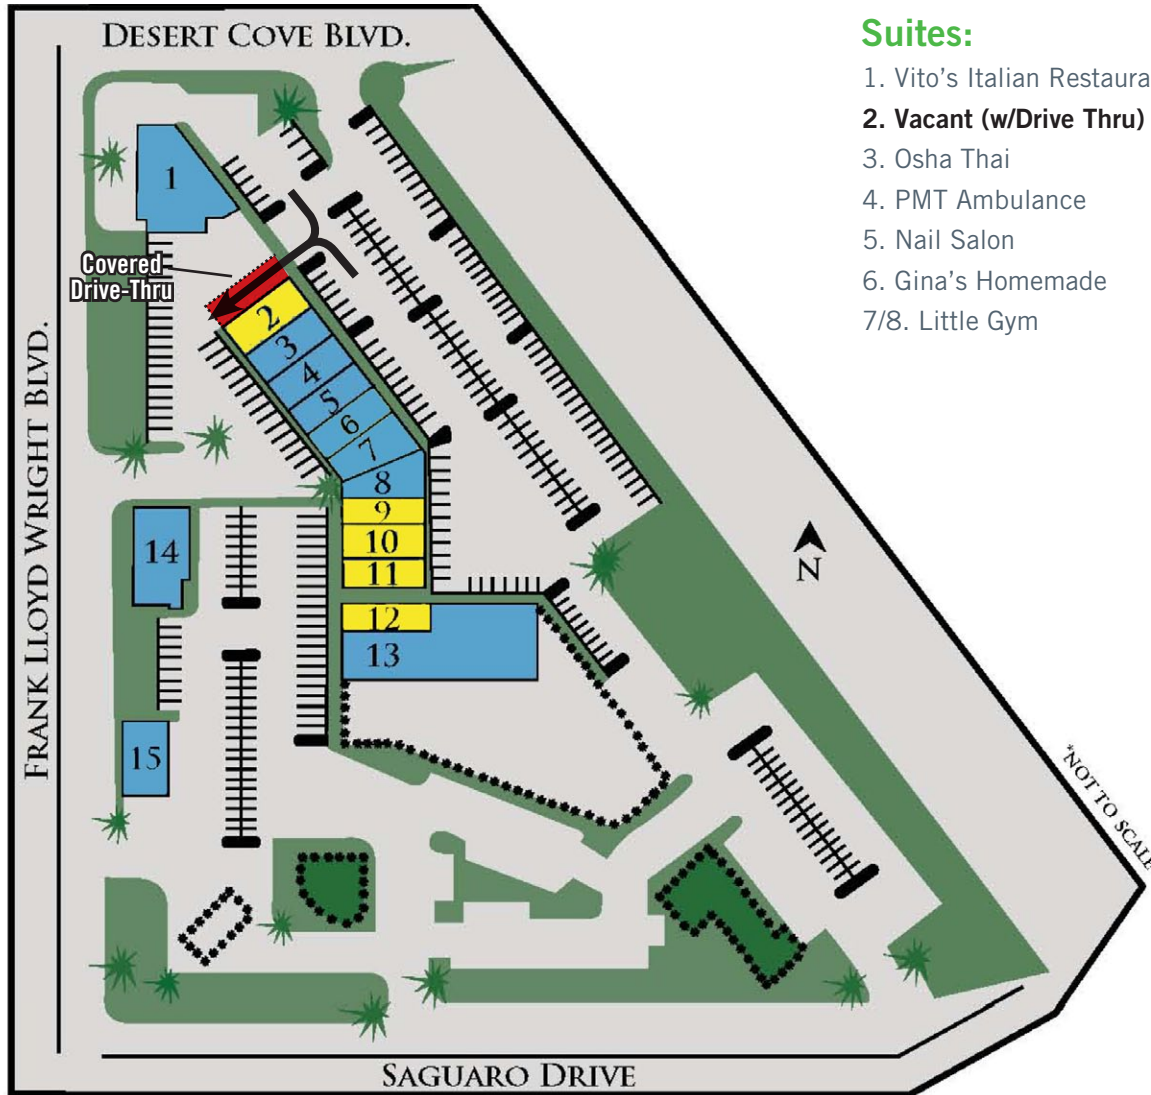 DESERT COVE BLVD.
Suites:
1. Vito's Italian Restaura
2. Vacant (w/Drive Thru)
3. Osha Thai
4. PMT Ambulance
5. Nail Salon
6. Gina's Homemade
7/8. Little Gym
1
Covered
Drive-Thru
2
3
4
5
6
7
8
9
10
11
12
13
14
15
FRANK LLOYD WRIGHT BLVD.
N
*NOT TO SCALE
SAGUARO DRIVE